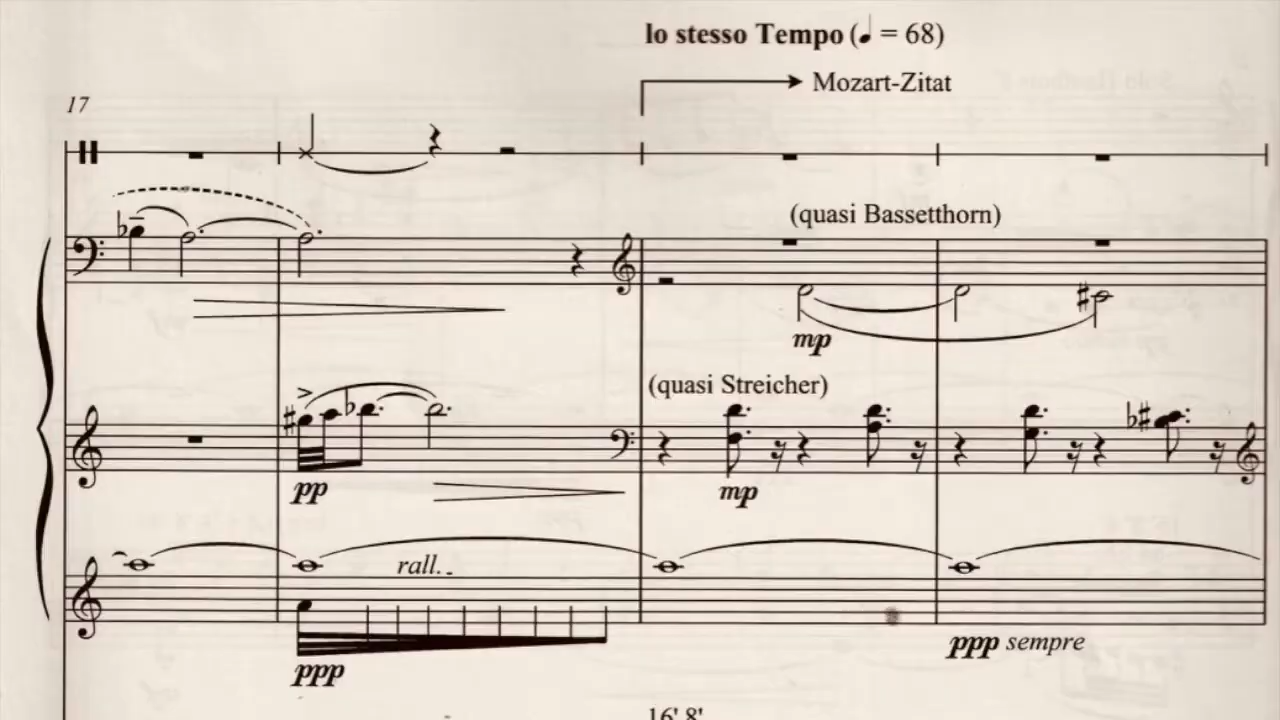 lo stesso Tempo (♩ = 68)
Mozart-Zitat
17
(quasi Bassetthorn)
mp
(quasi Streicher)
pp
mp
rall.
ppp
ppp sempre
16' 8'